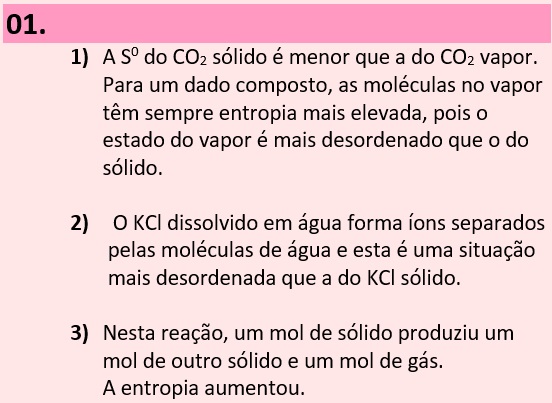 01.
1) A S⁰ do CO₂ sólido é menor que a do CO₂ vapor.
Para um dado composto, as moléculas no vapor
têm sempre entropia mais elevada, pois o
estado do vapor é mais desordenado que o do
sólido.
2) O KCl dissolvido em água forma íons separados
pelas moléculas de água e esta é uma situação
mais desordenada que a do KCl sólido.
3) Nesta reação, um mol de sólido produziu um
mol de outro sólido e um mol de gás.
A entropia aumentou.